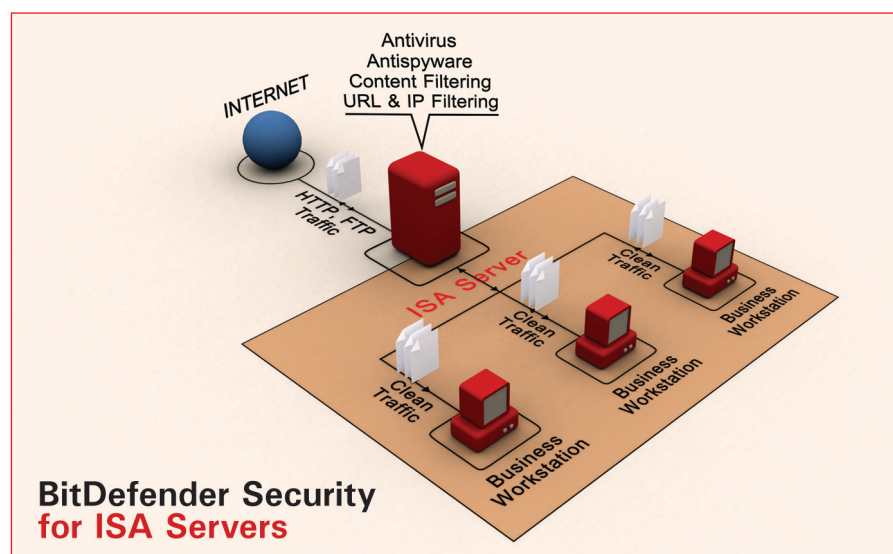 Antivirus
Antispyware
Content Filtering
URL & IP Filtering
INTERNET
HTTP, FTP
Traffic
ISA Server
Clean
Traffic
Business
Workstation
Clean
Traffic
Business
Workstation
Clean
Traffic
Business
Workstation
BitDefender Security
for ISA Servers